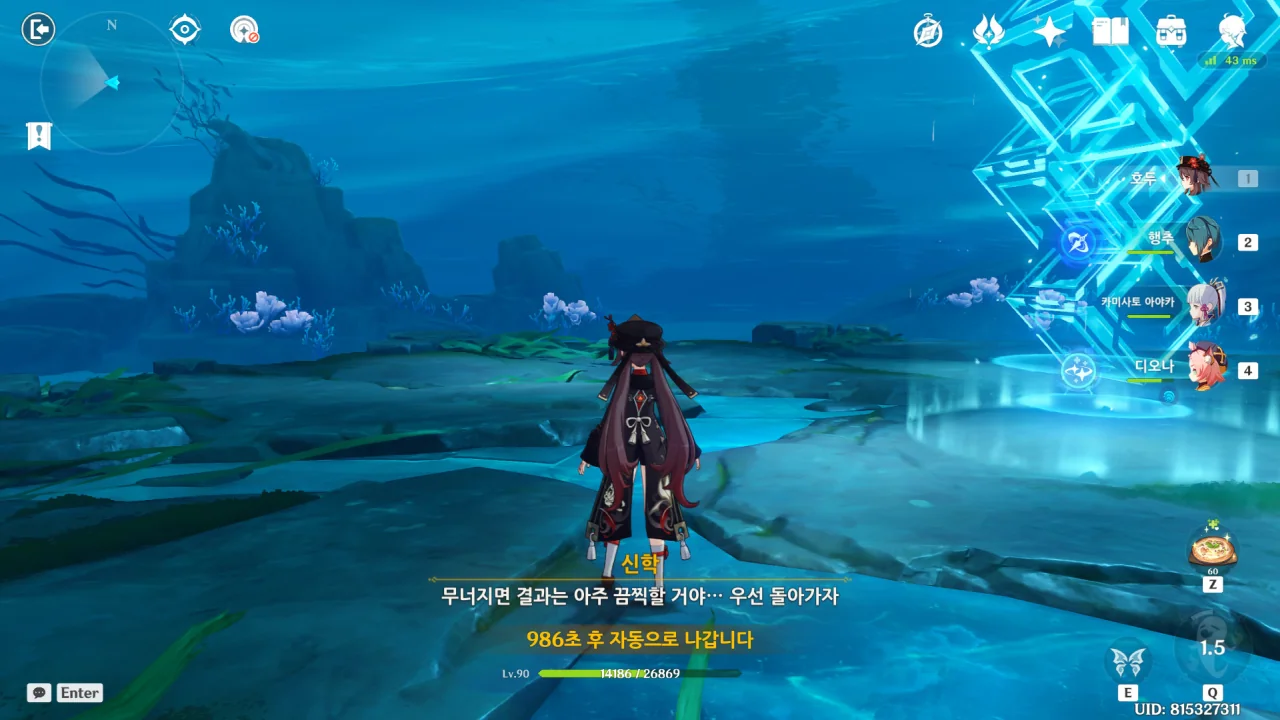 N
43 ms
호두
1
행추
2
카미사토 아야카
3
디오나
4
신학
무너지면 결과는 아주 끔찍할 거야… 우선 돌아가자
986초 후 자동으로 나갑니다
Lv.90
14186 / 26869
60
Z
1.5
E
Q
Enter
UID: 815327311